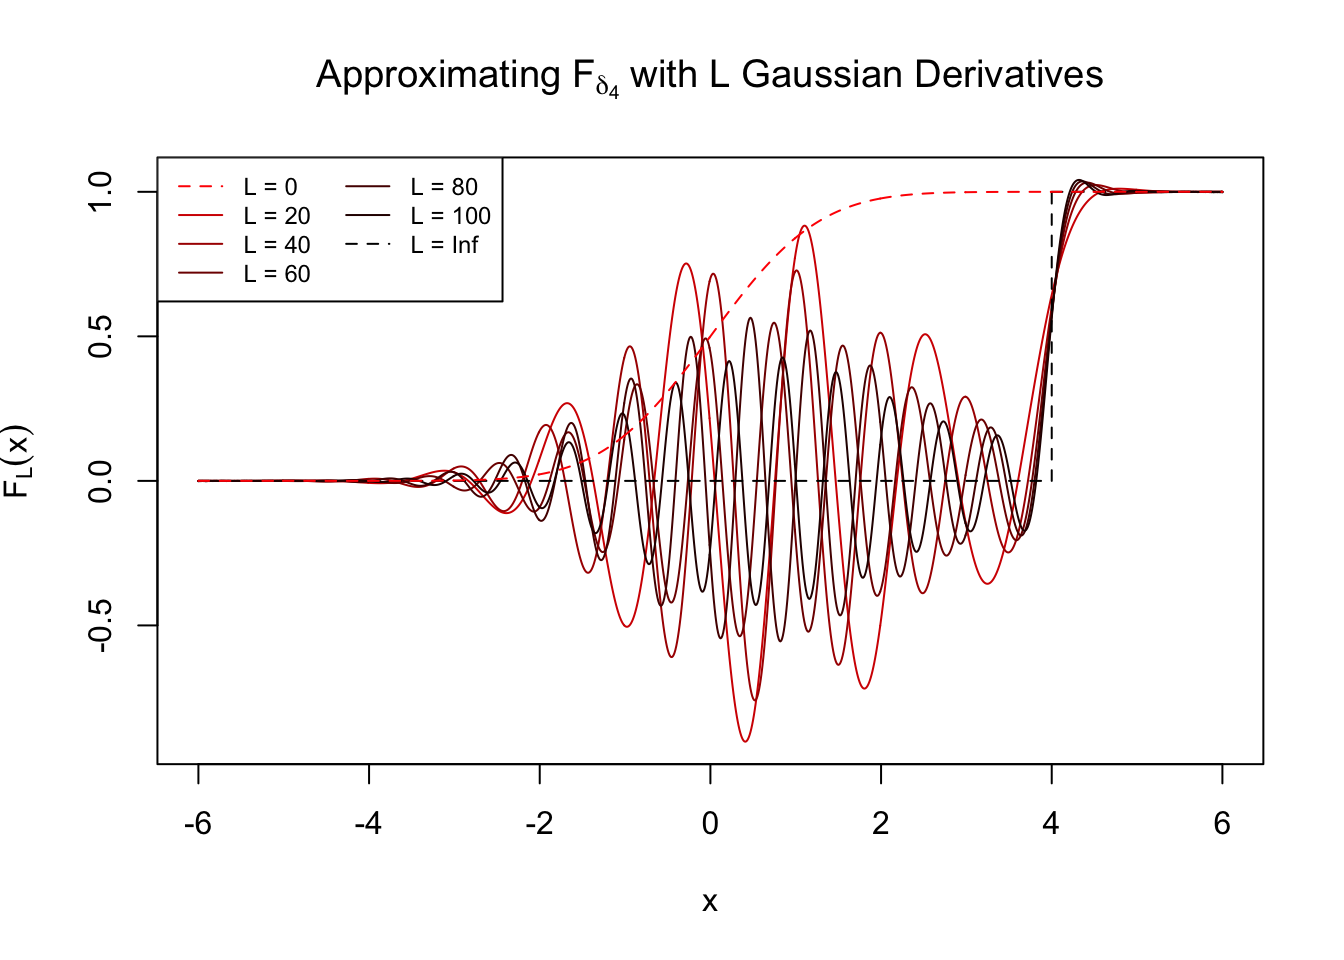 Approximating F_δ₄ with L Gaussian Derivatives
L = 0
L = 20
L = 40
L = 60
L = 80
L = 100
L = Inf
1.0
0.5
0.0
-0.5
F_L(x)
-6 -4 -2 0 2 4 6
x